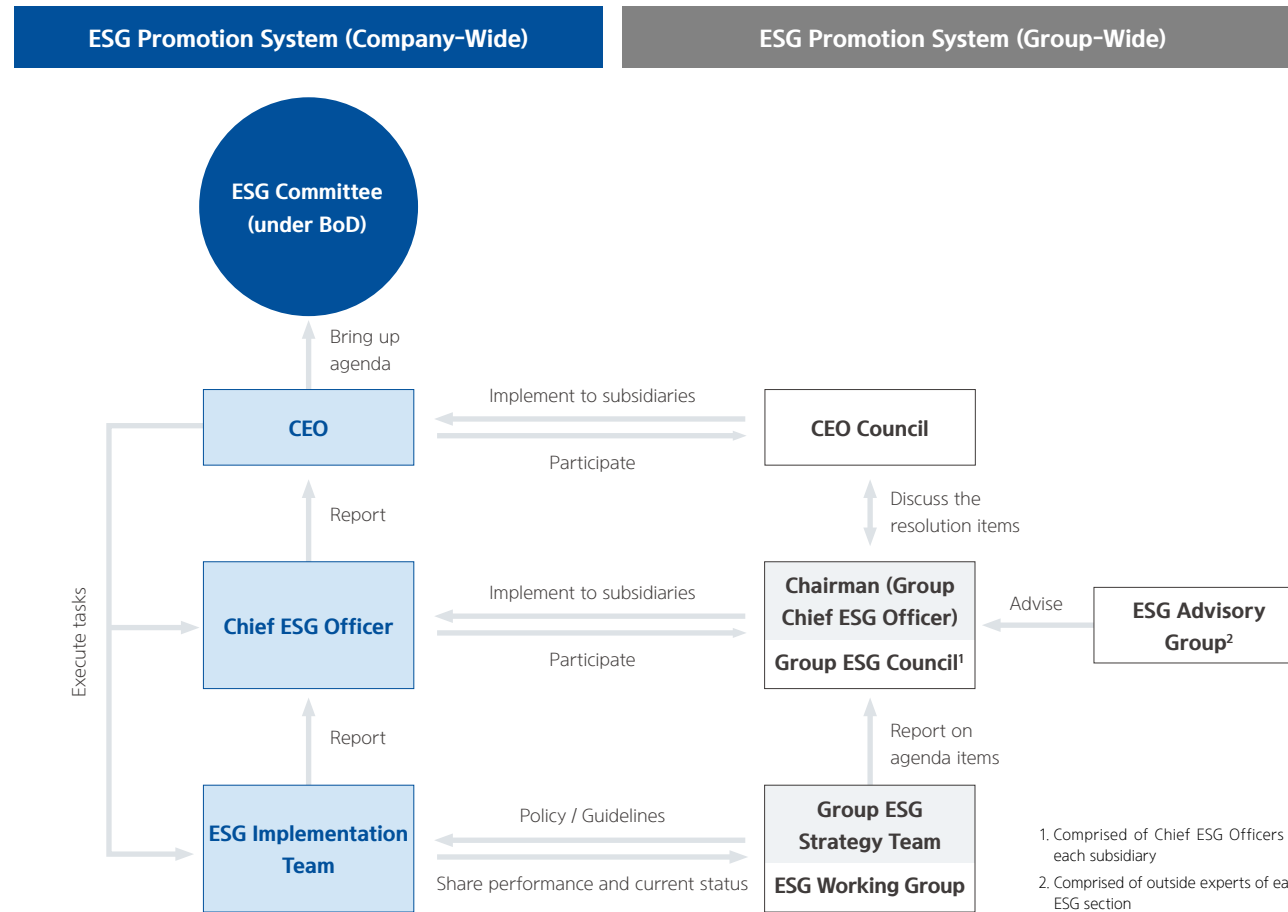 ESG Promotion System (Company-Wide)
ESG Promotion System (Group-Wide)
ESG Committee
(under BoD)
Bring up
agenda
CEO
Implement to subsidiaries
Participate
CEO Council
Report
Discuss the
resolution items
Execute tasks
Chief ESG Officer
Implement to subsidiaries
Participate
Chairman (Group
Chief ESG Officer)
Group ESG Council¹
Advise
ESG Advisory
Group²
Report
Report on
agenda items
ESG Implementation
Team
Policy / Guidelines
Share performance and current status
Group ESG
Strategy Team
ESG Working Group
1. Comprised of Chief ESG Officers
each subsidiary
2. Comprised of outside experts of
ESG section